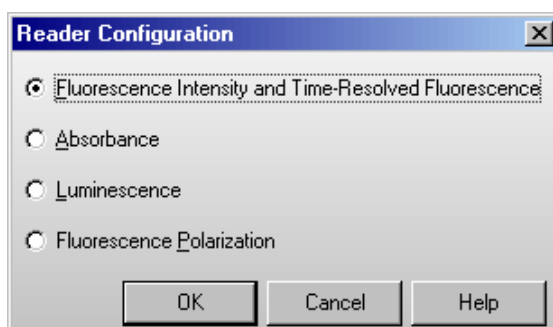 Reader Configuration
Fluorescence Intensity and Time-Resolved Fluorescence
Absorbance
Luminescence
Fluorescence Polarization
OK Cancel Help